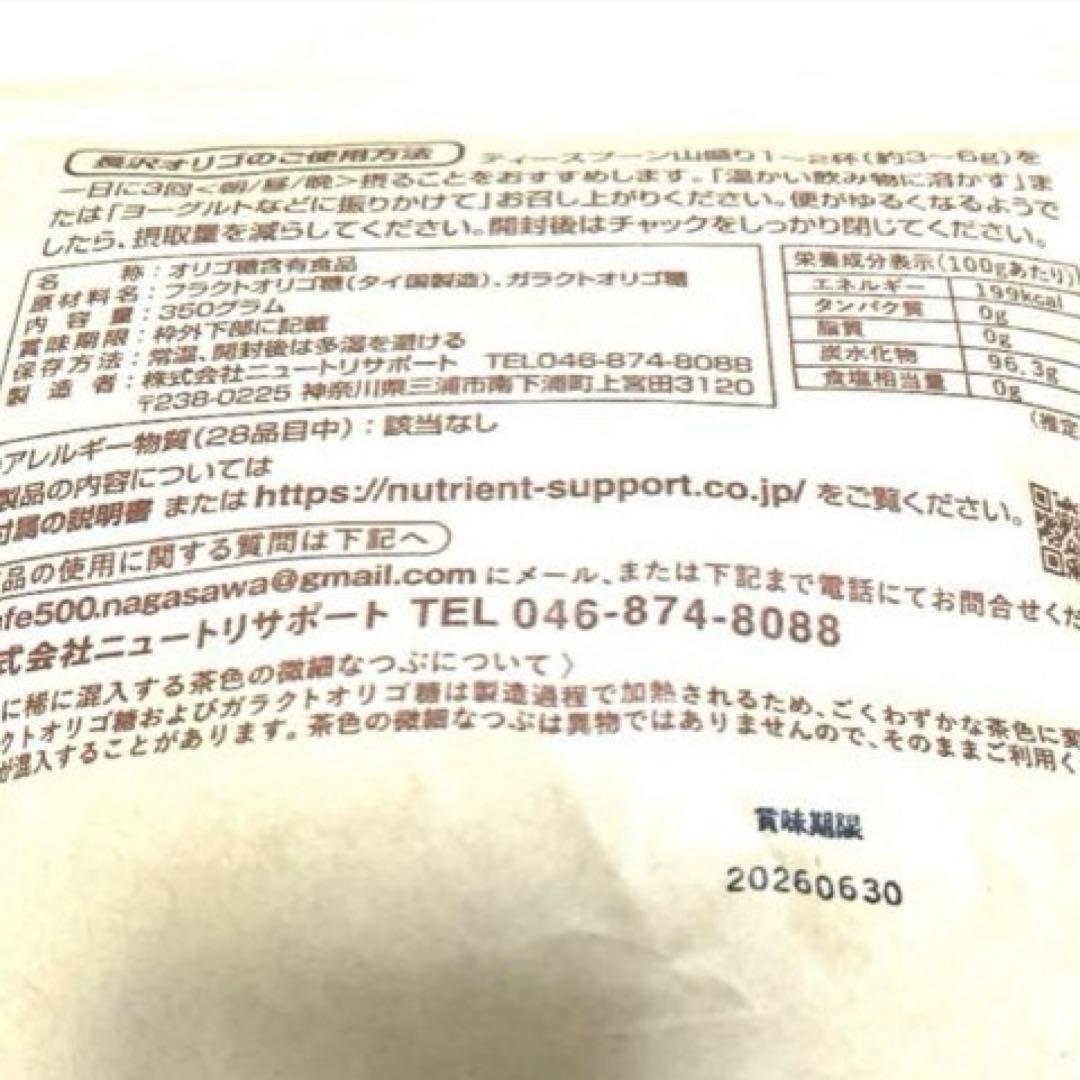 長沢オリゴのご使用方法 ティースプーン山盛り1〜2杯(約3〜6g)を
一日に3回<朝/昼/晩>摂ることをおすすめします。「温かい飲み物に溶かす」ま
たは「ヨーグルトなどに振りかけて」お召し上がりください。便がゆるくなるようで
したら、摂取量を減らしてください。開封後はチャックをしっかり閉じてください。
名称:オリゴ糖含有食品
原材料名:フラクトオリゴ糖(タイ国製造)、ガラクトオリゴ糖
内容量:350グラム
賞味期限:枠外下部に記載
保存方法:常温、開封後は多湿を避ける
製造者:株式会社ニュートリサポート TEL046-874-8088
〒238-0225 神奈川県三浦市南下浦町上宮田3120
栄養成分表示(100gあたり)
エネルギー 199kcal
タンパク質 0g
脂質 0g
炭水化物 96.3g
食塩相当量 0g
(推定
アレルギー物質(28品目中):該当なし
製品の内容については
付属の説明書 または https://nutrient-support.co.jp/ をご覧ください。
品の使用に関する質問は下記へ
afe500.nagasawa@gmail.com にメール、または下記まで電話にてお問合せくだ
式会社ニュートリサポート TEL 046-874-8088
に稀に混入する茶色の微細なつぶについて〉
クトオリゴ糖およびガラクトオリゴ糖は製造過程で加熱されるため、ごくわずかな茶色に変
が混入することがあります。茶色の微細なつぶは異物ではありませんので、そのままご利用く
賞味期限
20260630